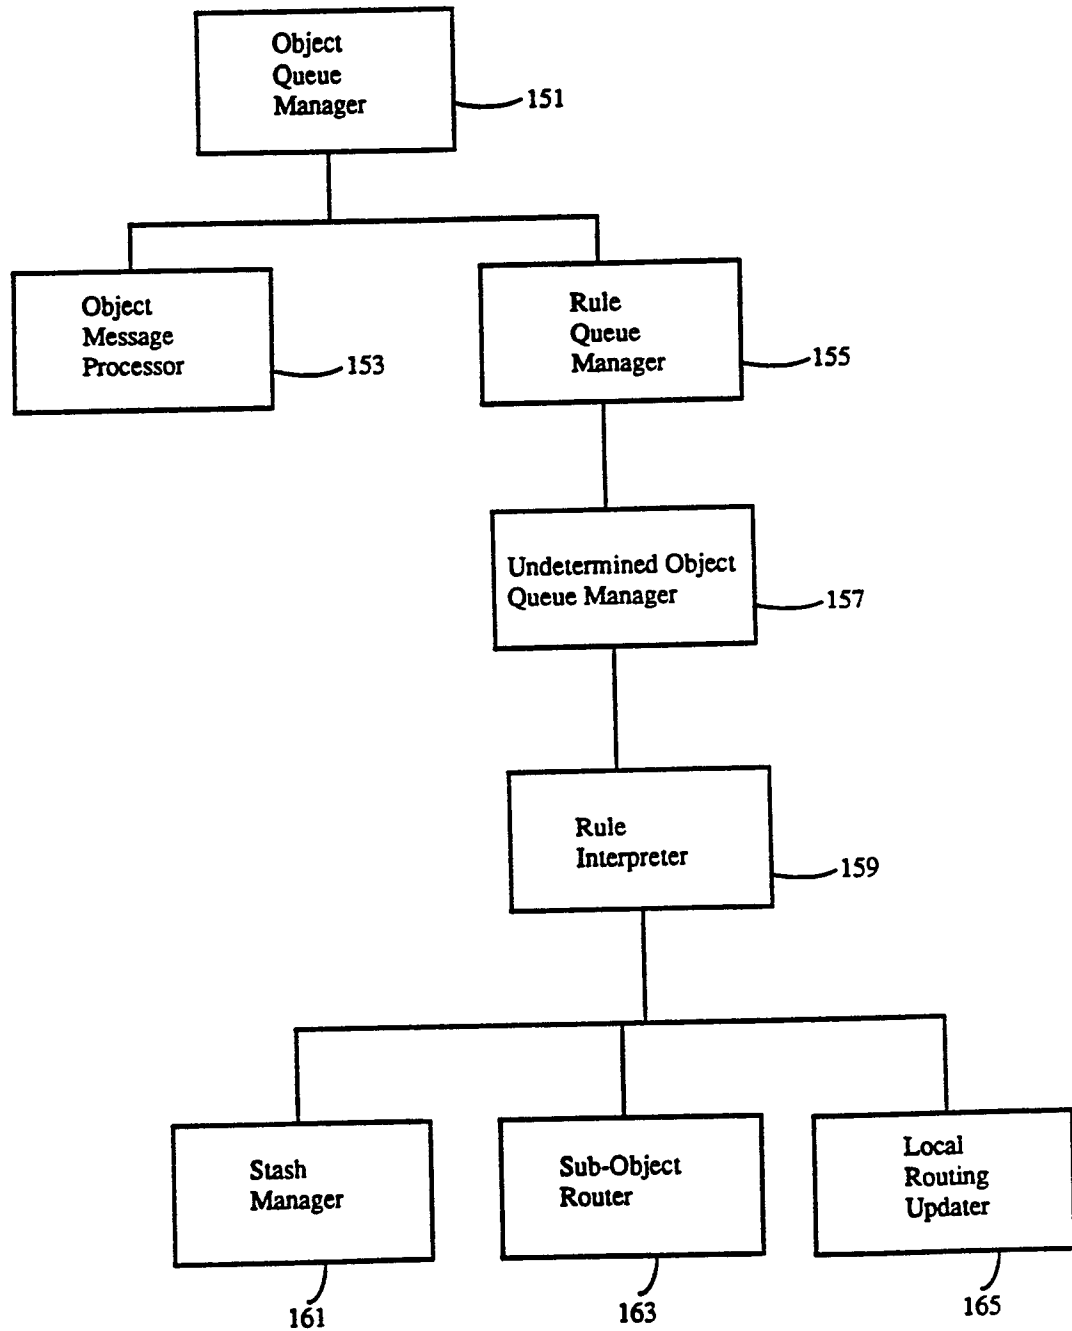 Object
Queue
Manager
151
Object
Message
Processor
153
Rule
Queue
Manager
155
Undetermined Object
Queue Manager
157
Rule
Interpreter
159
Stash
Manager
161
Sub-Object
Router
163
Local
Routing
Updater
165